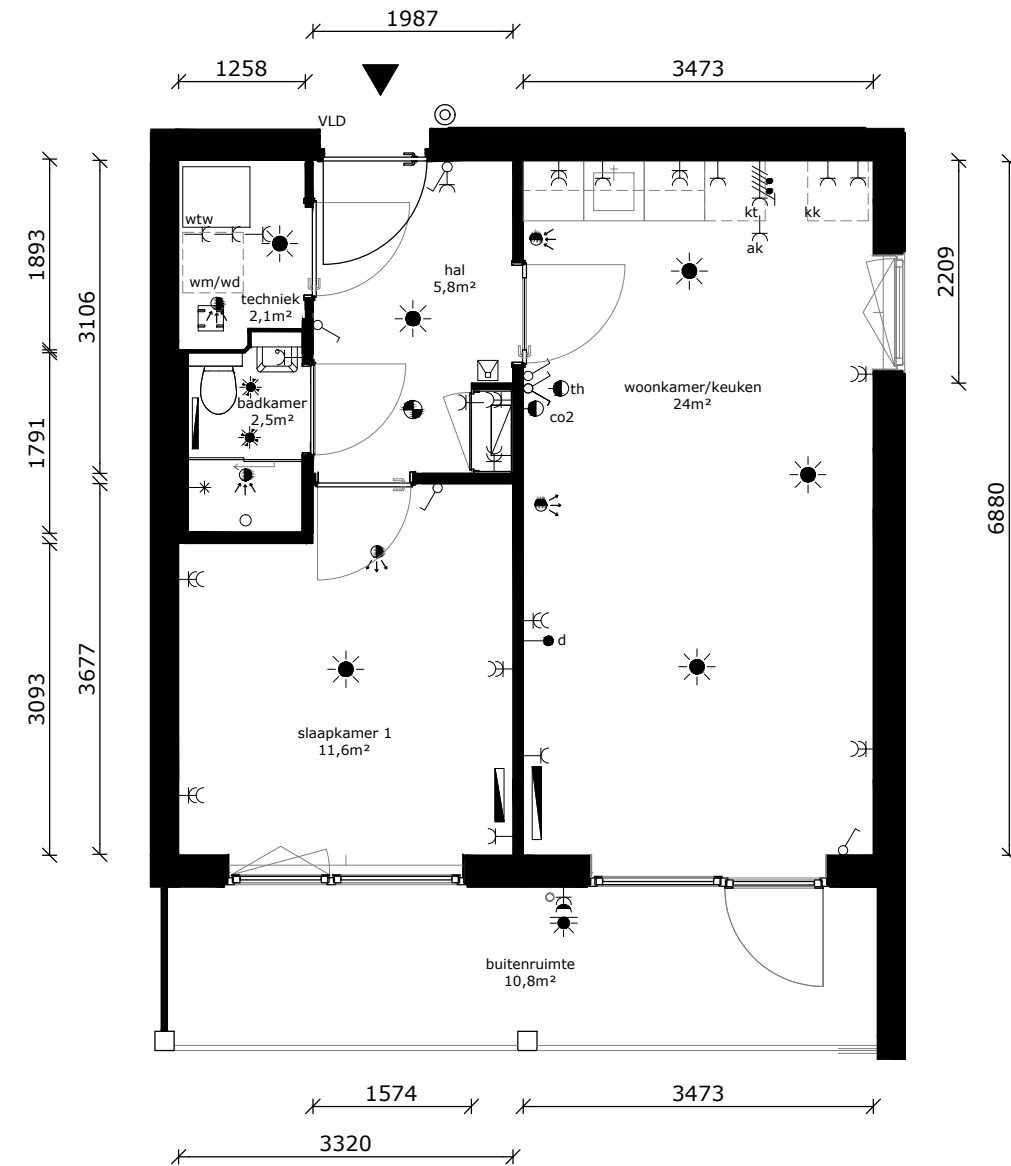 1987
1258
3473
VLD
wtw
wm/wd
techniek
2,1m²
hal
5,8m²
kt
kk
ak
1893
3106
2209
woonkamer/keuken
24m²
th
co2
badkamer
2,5m²
1791
6880
d
3677
3093
slaapkamer 1
11,6m²
buitenruimte
10,8m²
1574
3473
3320